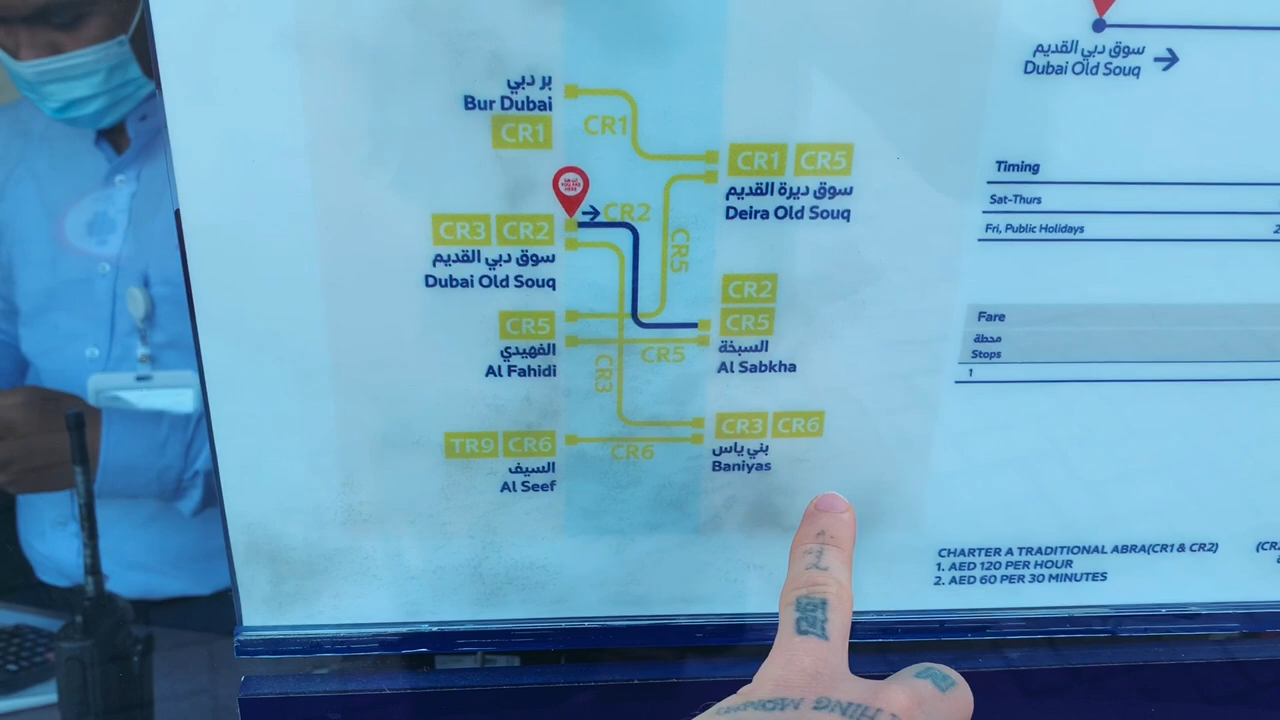 بر دبي
Bur Dubai
CR1
CR1
CR1 CR5
سوق ديرة القديم
Deira Old Souq
YOU ARE
HERE
CR2
CR3 CR2
سوق دبي القديم
Dubai Old Souq
CR5
CR2
CR5
CR5
السبخة
Al Sabkha
الفهيدي
Al Fahidi
CR5
CR3
CR3 CR6
بني ياس
Baniyas
TR9 CR6
السيف
Al Seef
CR6
سوق دبي القديم
Dubai Old Souq
Timing
Sat-Thurs
Fri, Public Holidays
2
Fare
محطة
Stops
1
CHARTER A TRADITIONAL ABRA(CR1 & CR2)
1. AED 120 PER HOUR
2. AED 60 PER 30 MINUTES